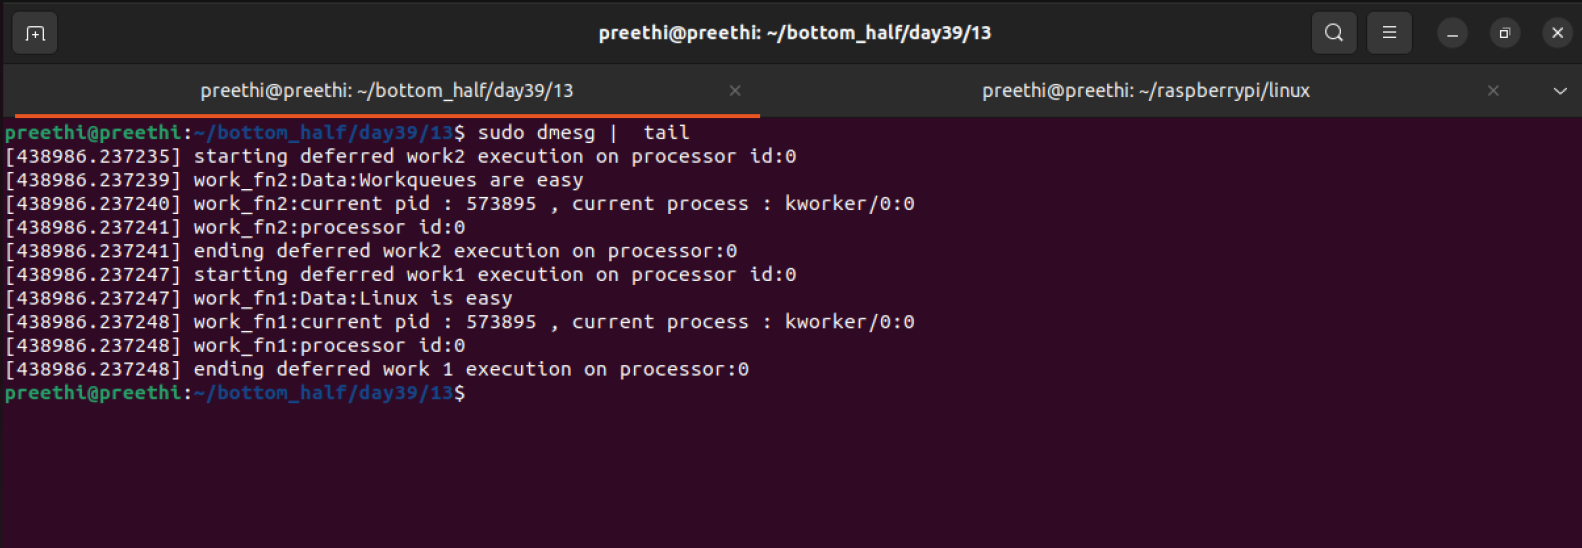 preethi@preethi: ~/bottom_half/day39/13
preethi@preethi: ~/bottom_half/day39/13
preethi@preethi: ~/raspberrypi/linux
preethi@preethi:~/bottom_half/day39/13$ sudo dmesg |  tail
[438986.237235] starting deferred work2 execution on processor id:0
[438986.237239] work_fn2:Data:Workqueues are easy
[438986.237240] work_fn2:current pid : 573895 , current process : kworker/0:0
[438986.237241] work_fn2:processor id:0
[438986.237241] ending deferred work2 execution on processor:0
[438986.237247] starting deferred work1 execution on processor id:0
[438986.237247] work_fn1:Data:Linux is easy
[438986.237248] work_fn1:current pid : 573895 , current process : kworker/0:0
[438986.237248] work_fn1:processor id:0
[438986.237248] ending deferred work 1 execution on processor:0
preethi@preethi:~/bottom_half/day39/13$